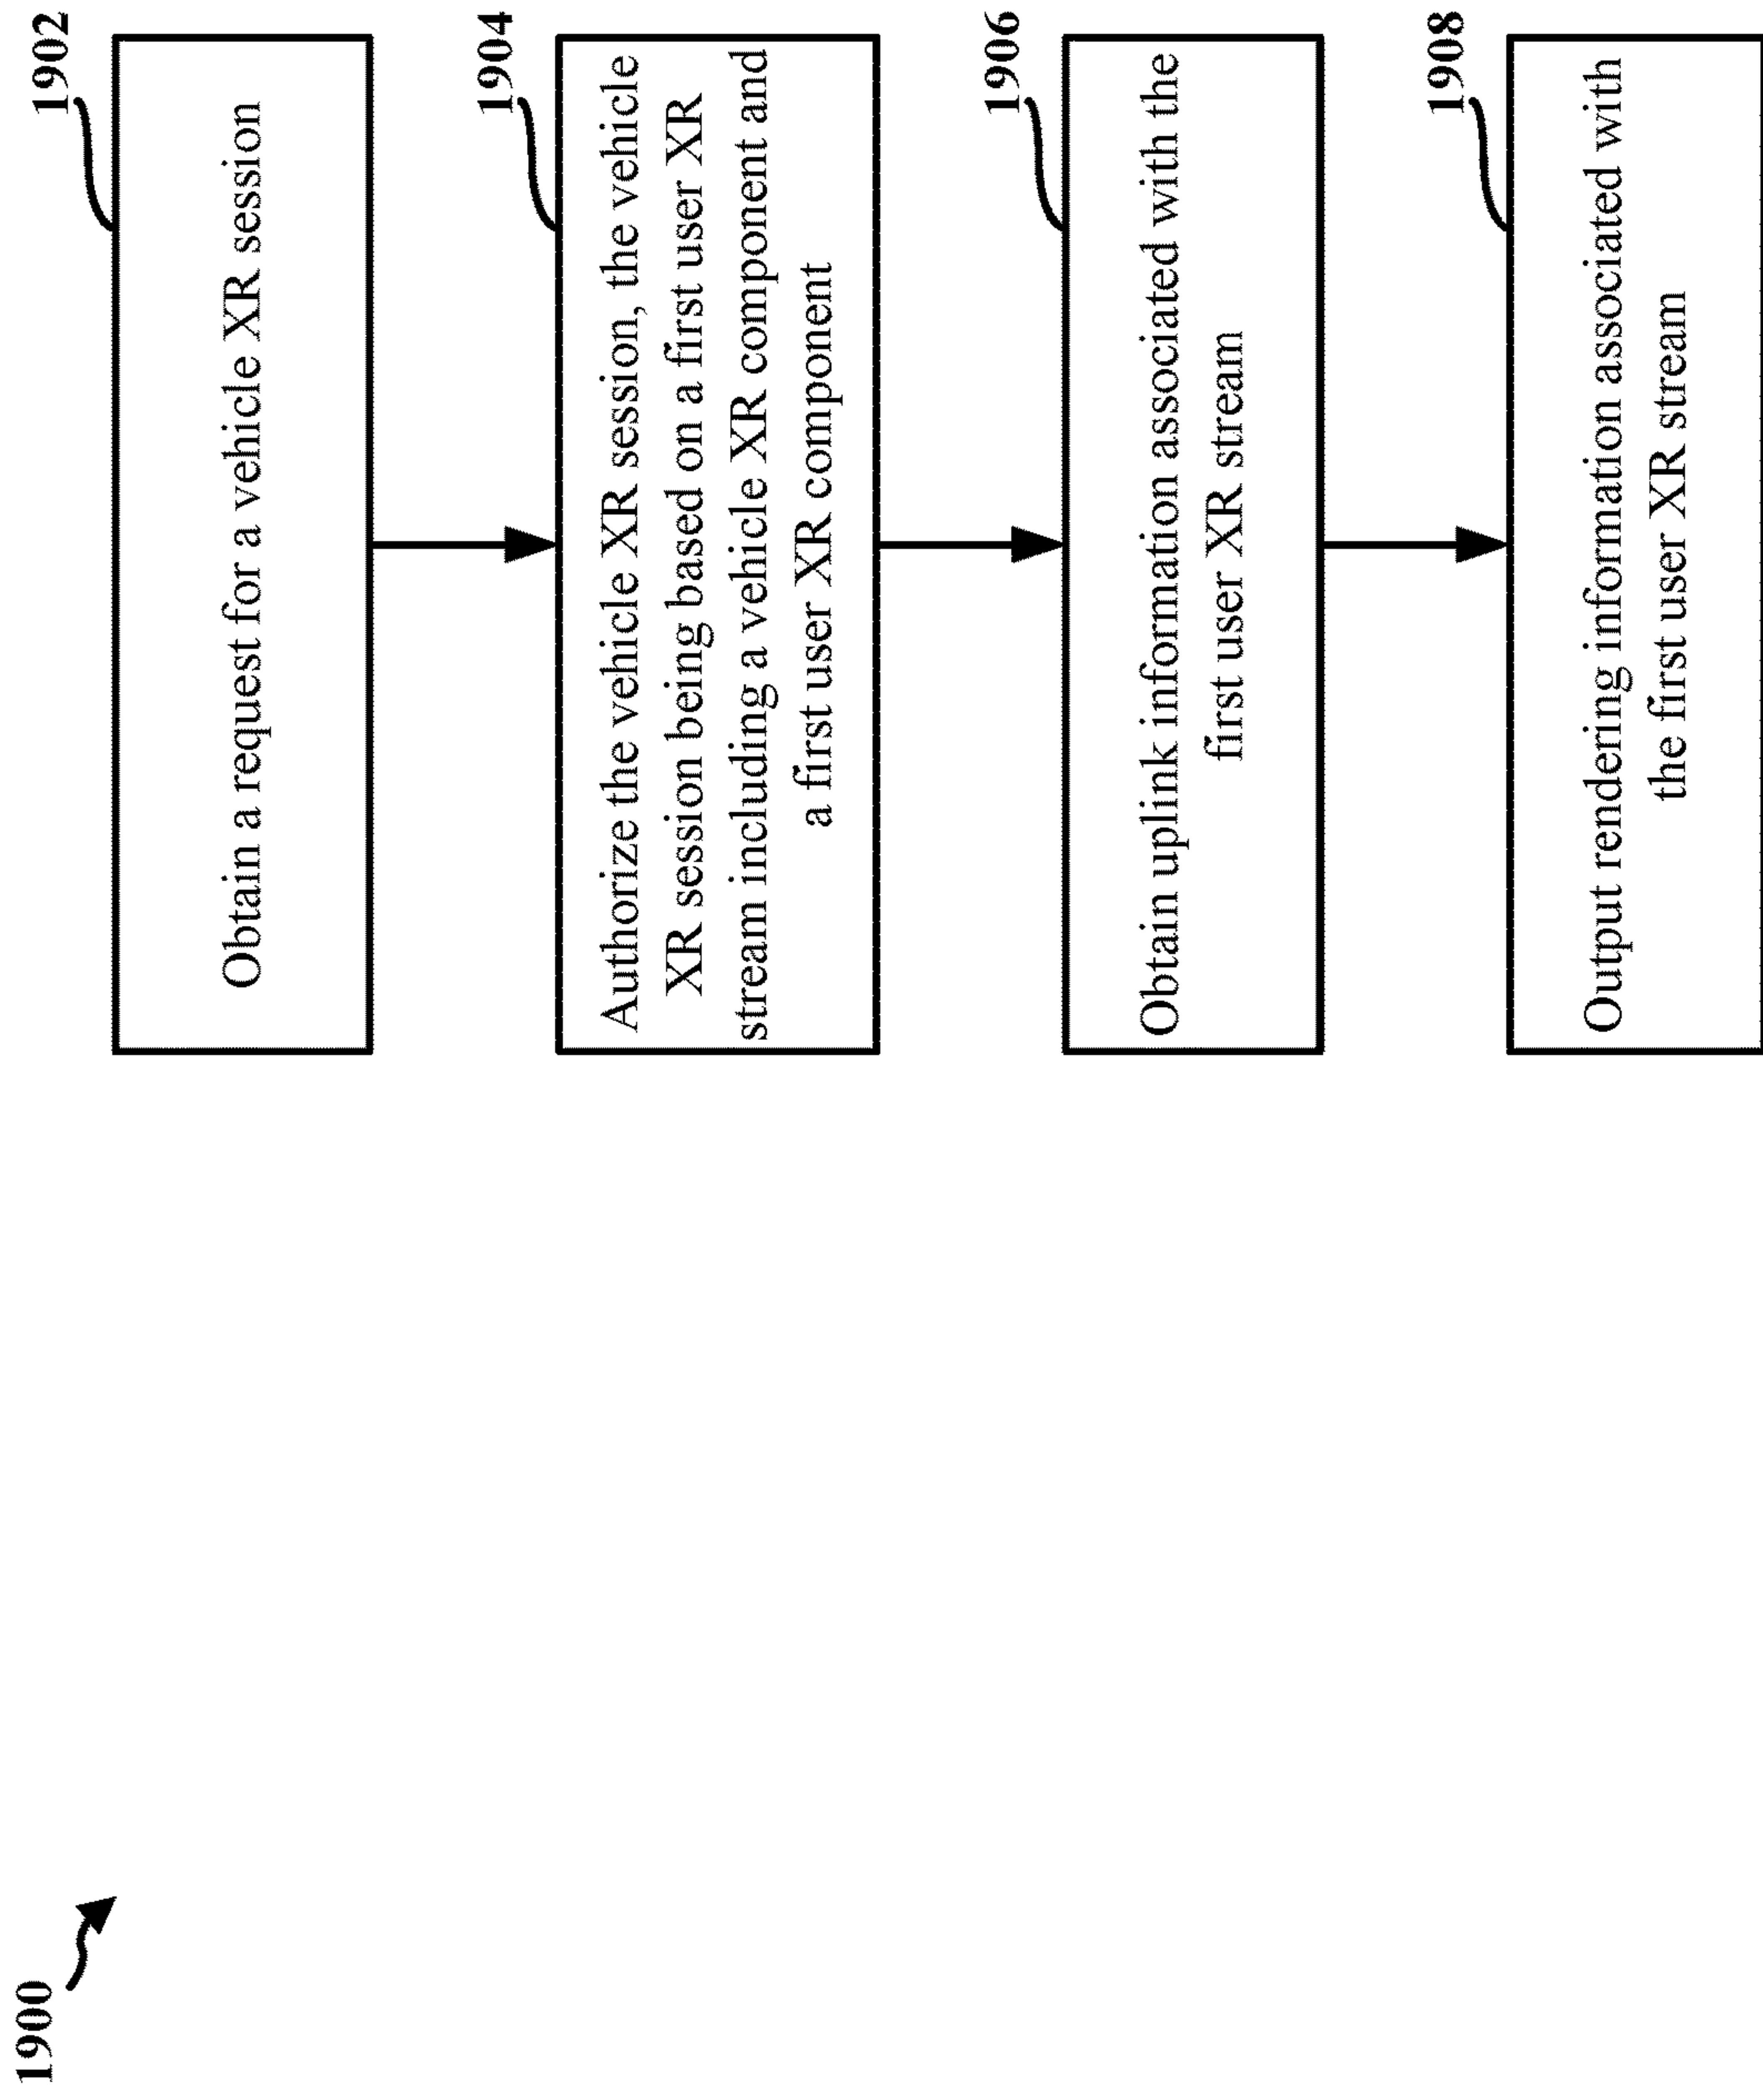 1900
1902
Obtain a request for a vehicle XR session
1904
Authorize the vehicle XR session, the vehicle
XR session being based on a first user XR
stream including a vehicle XR component and
a first user XR component
1906
Obtain uplink information associated with the
first user XR stream
1908
Output rendering information associated with
the first user XR stream